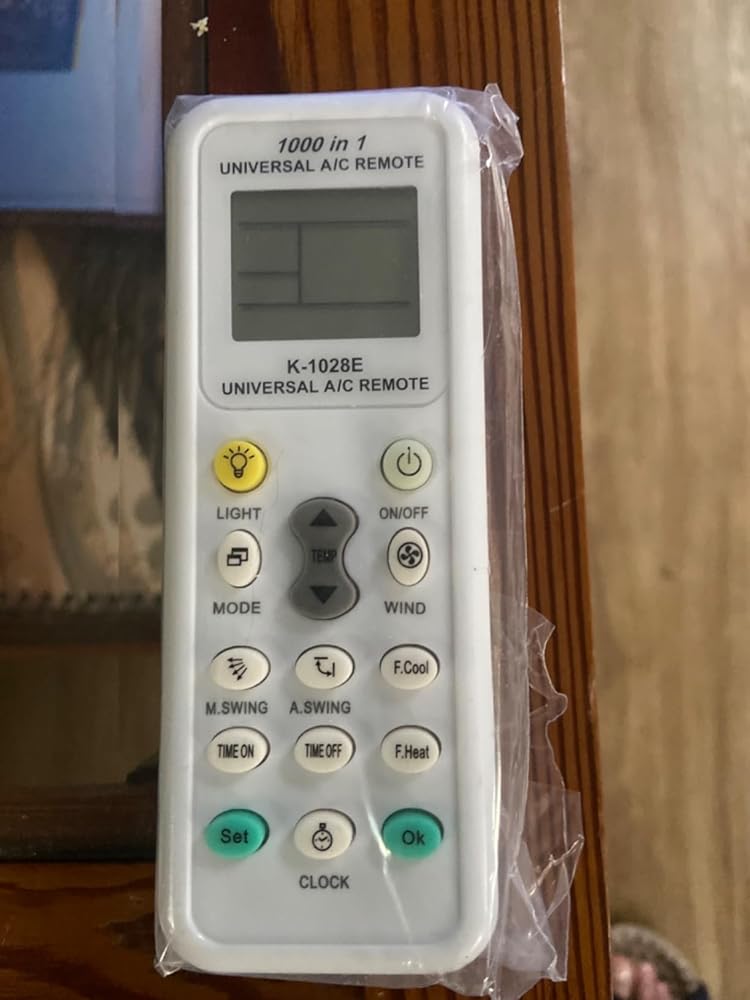 1000 in 1
UNIVERSAL A/C REMOTE
K-1028E
UNIVERSAL A/C REMOTE
LIGHT
ON/OFF
TEMP
MODE
WIND
F.Cool
M.SWING
A.SWING
TIME ON
TIME OFF
F.Heat
Set
Ok
CLOCK